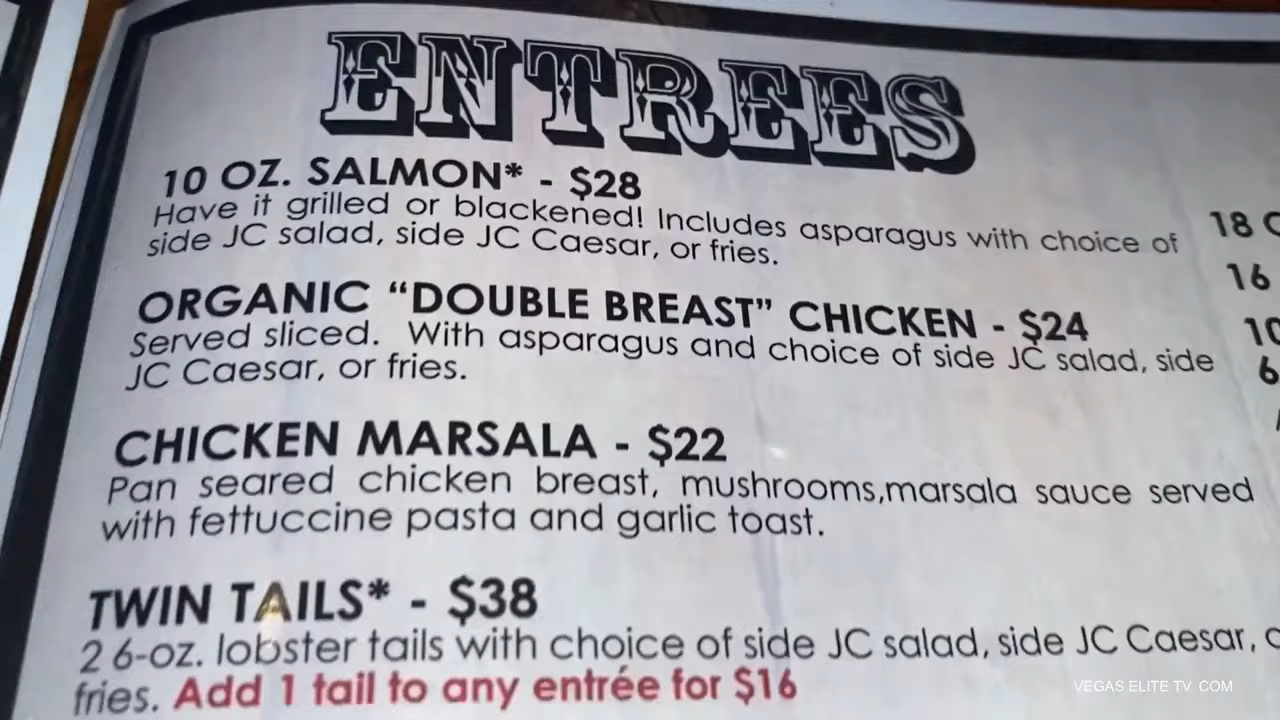 ENTREES
10 OZ. SALMON* - $28
Have it grilled or blackened! Includes asparagus with choice of
side JC salad, side JC Caesar, or fries.
ORGANIC “DOUBLE BREAST” CHICKEN - $24
Served sliced. With asparagus and choice of side JC salad, side
JC Caesar, or fries.
CHICKEN MARSALA - $22
Pan seared chicken breast, mushrooms,marsala sauce served
with fettuccine pasta and garlic toast.
TWIN TAILS* - $38
2 6-oz. lobster tails with choice of side JC salad, side JC Caesar,
fries. Add 1 tail to any entrée for $16
18
16
10
6
VEGAS ELITE TV. COM